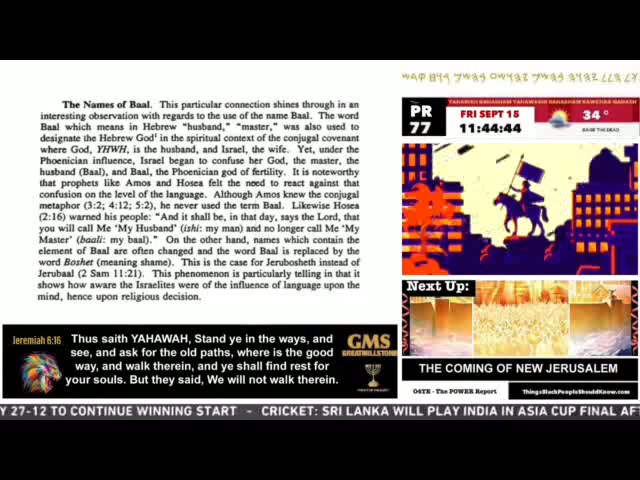 The Names of Baal. This particular connection shines through in an
interesting observation with regards to the use of the name Baal. The word
Baal which means in Hebrew "husband," "master," was also used to
designate the Hebrew God¹ in the spiritual context of the conjugal covenant
where God, YHWH, is the husband, and Israel, the wife. Yet, under the
Phoenician influence, Israel began to confuse her God, the master, the
husband (Baal), and Baal, the Phoenician god of fertility. It is noteworthy
that prophets like Amos and Hosea felt the need to react against that
confusion on the level of the language. Although Amos knew the conjugal
metaphor (3:2; 4:12; 5:2), he never used the term Baal. Likewise Hosea
(2:16) warned his people: "And it shall be, in that day, says the Lord, that
you will call Me 'My Husband' (ishi: my man) and no longer call Me 'My
Master' (baali: my baal)." On the other hand, names which contain the
element of Baal are often changed and the word Baal is replaced by the
word Boshet (meaning shame). This is the case for Jerubosheth instead of
Jerubaal (2 Sam 11:21). This phenomenon is particularly telling in that it
shows how aware the Israelites were of the influence of language upon the
mind, hence upon religious decision.
PR
77
FRI SEPT 15
11:44:44
34°
RAISE THE DEAD
Next Up:
THE COMING OF NEW JERUSALEM
O4TE - The POWER Report
ThingsBlackPeopleShouldKnow.com
Jeremiah 6:16
Thus saith YAHAWAH, Stand ye in the ways, and
see, and ask for the old paths, where is the good
way, and walk therein, and ye shall find rest for
your souls. But they said, We will not walk therein.
GMS
GREATMILLSTONE
Y 27-12 TO CONTINUE WINNING START - CRICKET: SRI LANKA WILL PLAY INDIA IN ASIA CUP FINAL AF